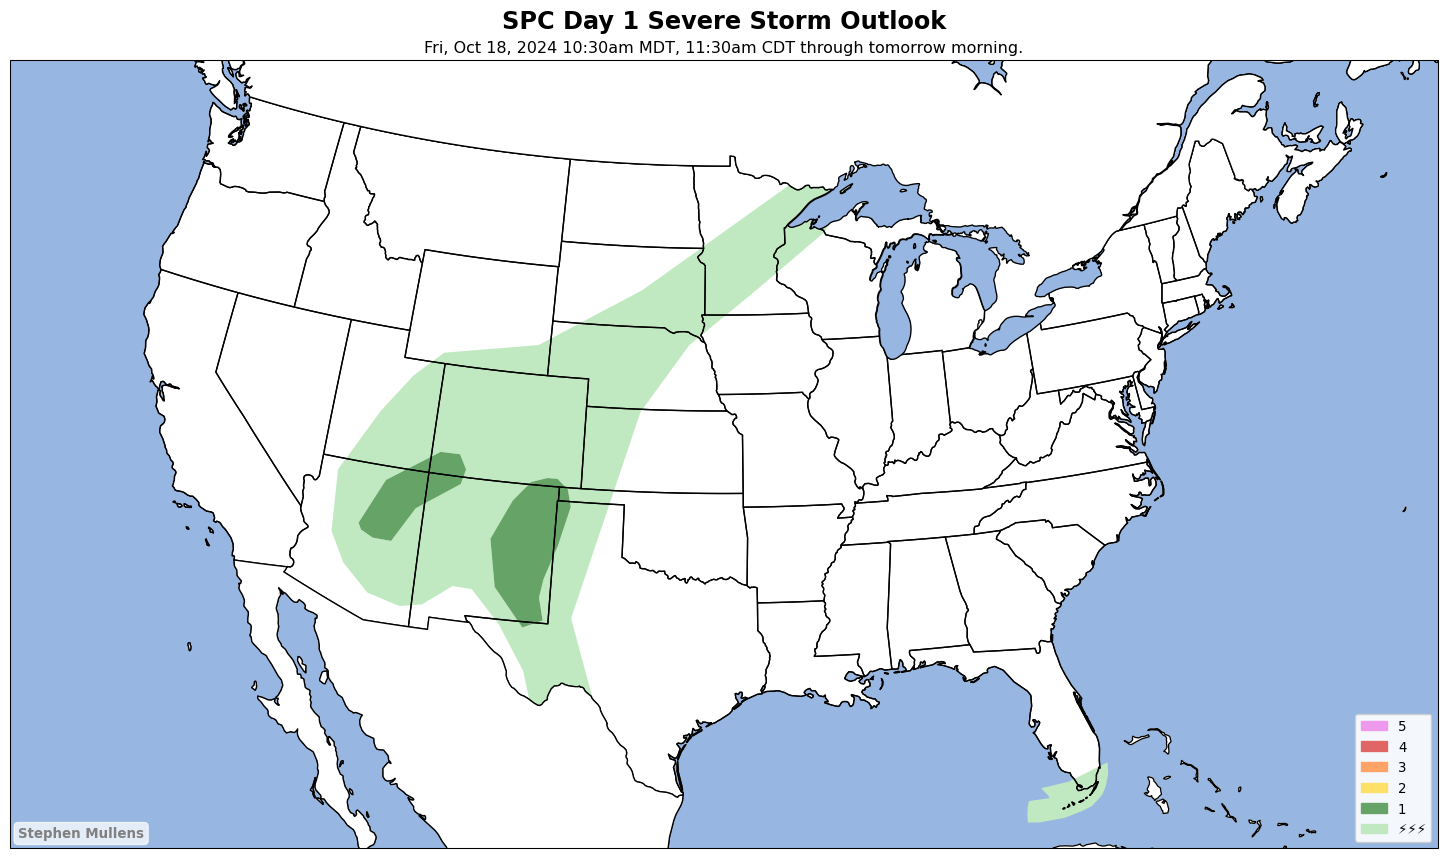 SPC Day 1 Severe Storm Outlook
Fri, Oct 18, 2024 10:30am MDT, 11:30am CDT through tomorrow morning.
5
4
3
2
1
⚡⚡⚡
Stephen Mullens